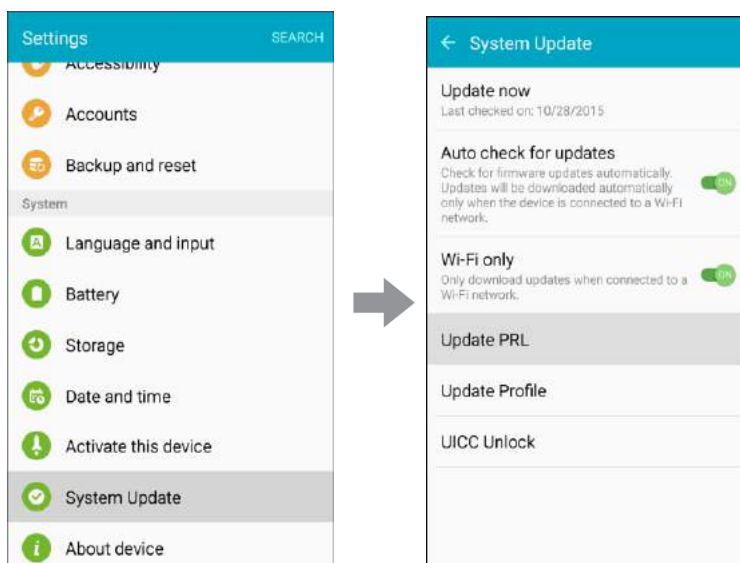 Settings
SEARCH
Accessibility
Accounts
Backup and reset
System
Language and input
Battery
Storage
Date and time
Activate this device
System Update
About device
System Update
Update now
Last checked on: 10/28/2015
Auto check for updates
Check for firmware updates automatically.
Updates will be downloaded automatically
only when the device is connected to a Wi-Fi
network.
ON
Wi-Fi only
Only download updates when connected to a
Wi-Fi network.
ON
Update PRL
Update Profile
UICC Unlock